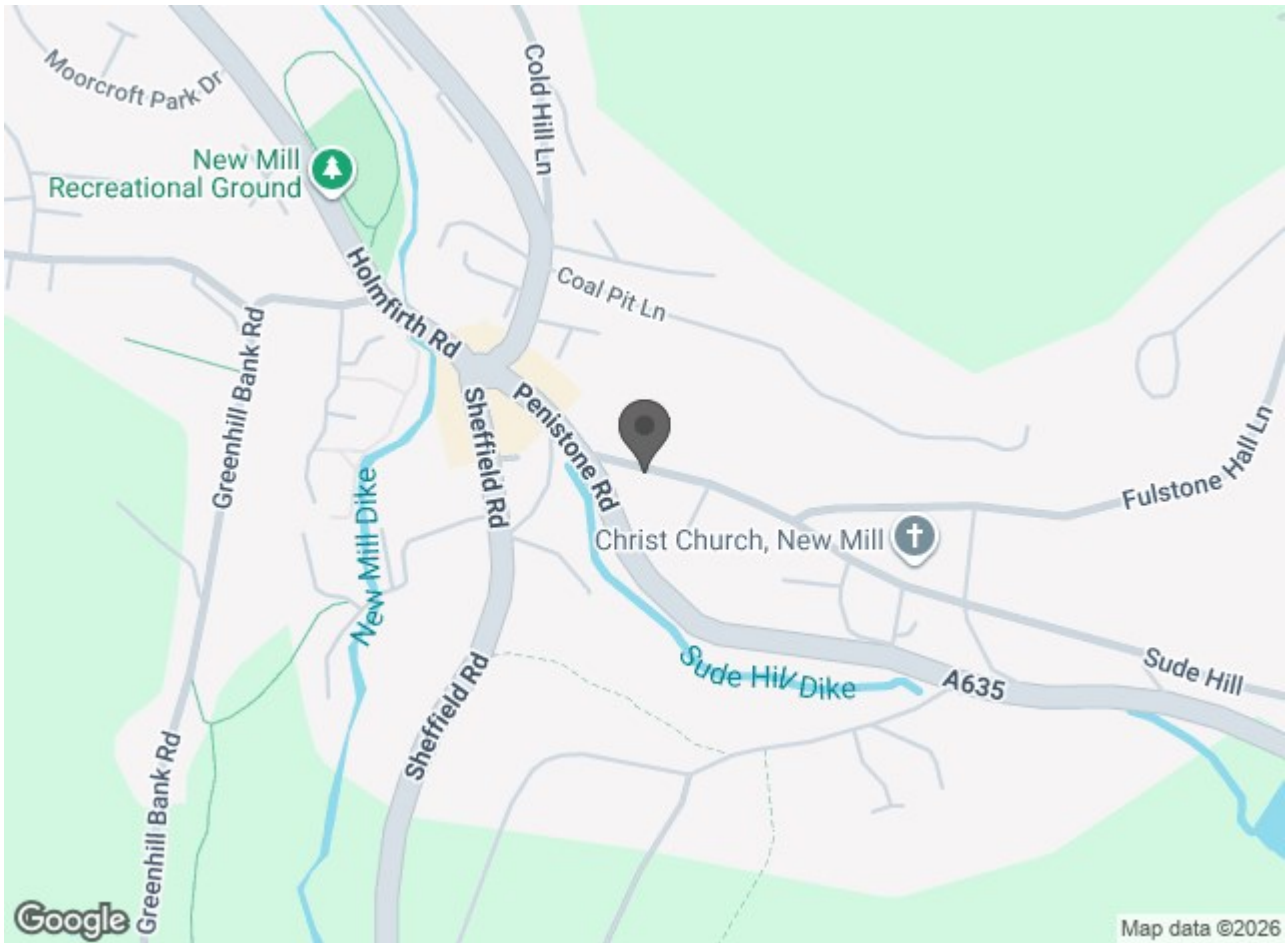 Moorcroft Park Dr
Cold Hill Ln
New Mill
Recreational Ground
Holmfirth Rd
Coal Pit Ln
Greenhill Bank Rd
Sheffield Rd
Penistone Rd
Fulstone Hall Ln
New Mill Dike
Christ Church, New Mill
Sude Hill Dike
A635
Sude Hill
Sheffield Rd
Greenhill Bank Rd
Google
Map data ©2026